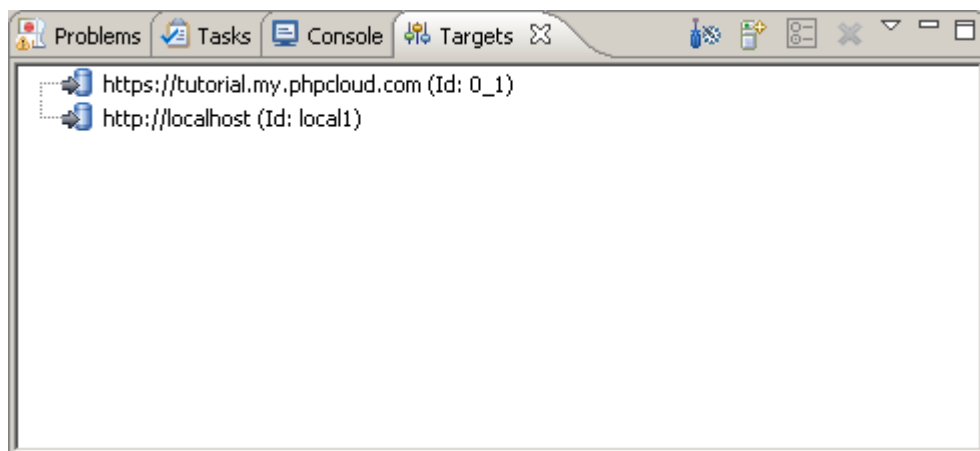 Problems Tasks Console Targets
https://tutorial.my.phpcloud.com (Id: 0_1)
http://localhost (Id: local1)